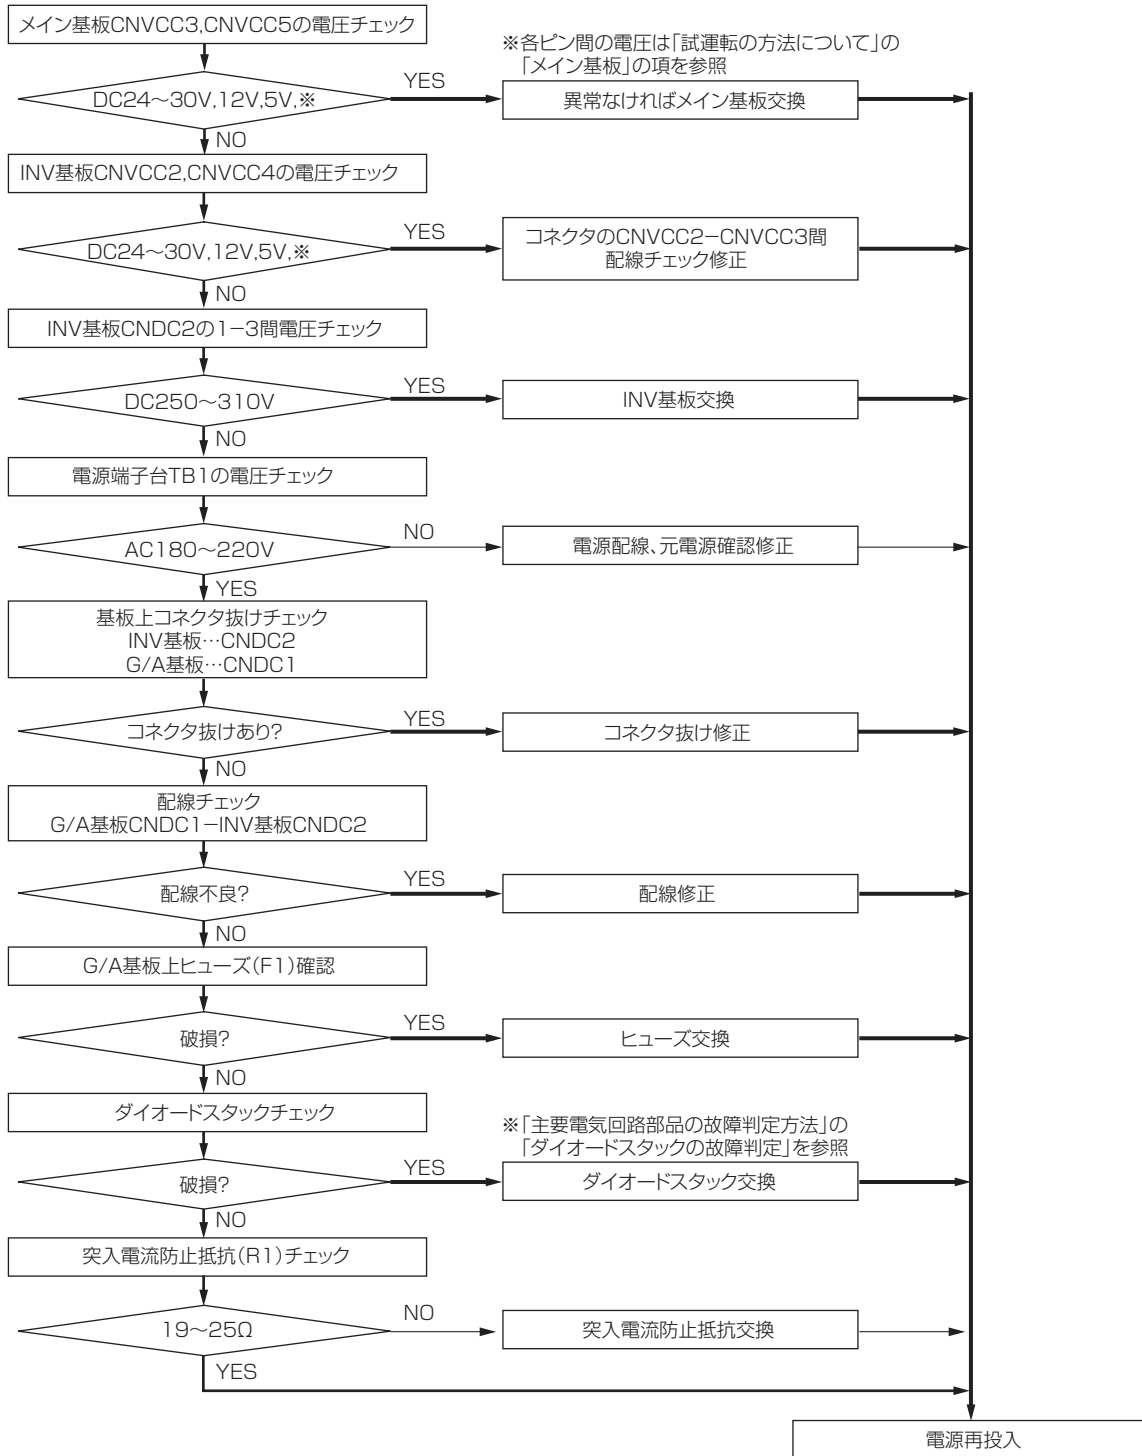 メイン基板CNVCC3,CNVCC5の電圧チェック
※各ピン間の電圧は「試運転の方法について」の
「メイン基板」の項を参照
DC24～30V,12V,5V,※
YES
異常なければメイン基板交換
NO
INV基板CNVCC2,CNVCC4の電圧チェック
DC24～30V,12V,5V,※
YES
コネクタのCNVCC2−CNVCC3間
配線チェック修正
NO
INV基板CNDC2の1−3間電圧チェック
DC250～310V
YES
INV基板交換
NO
電源端子台TB1の電圧チェック
AC180～220V
NO
電源配線、元電源確認修正
YES
基板上コネクタ抜けチェック
INV基板…CNDC2
G/A基板…CNDC1
コネクタ抜けあり?
YES
コネクタ抜け修正
NO
配線チェック
G/A基板CNDC1−INV基板CNDC2
配線不良?
YES
配線修正
NO
G/A基板上ヒューズ(F1)確認
破損?
YES
ヒューズ交換
NO
ダイオードスタックチェック
※「主要電気回路部品の故障判定方法」の
「ダイオードスタックの故障判定」を参照
破損?
YES
ダイオードスタック交換
NO
突入電流防止抵抗(R1)チェック
19～25Ω
NO
突入電流防止抵抗交換
YES
電源再投入